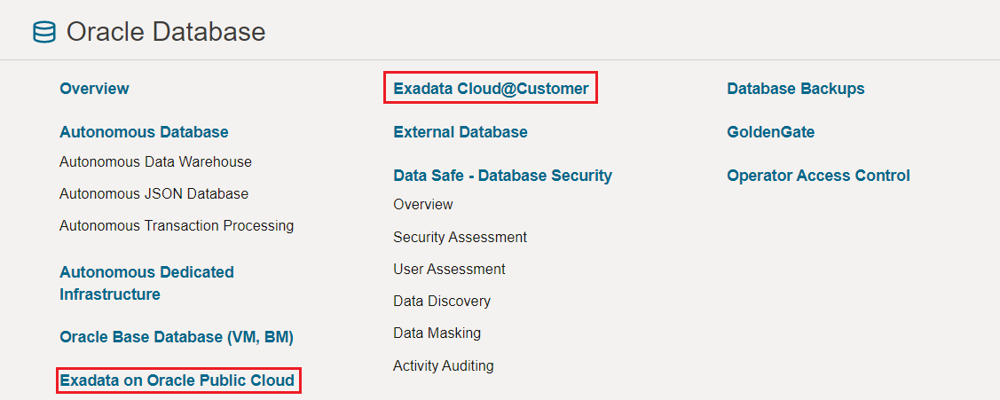 Oracle Database
Overview
Autonomous Database
Autonomous Data Warehouse
Autonomous JSON Database
Autonomous Transaction Processing
Autonomous Dedicated
Infrastructure
Oracle Base Database (VM, BM)
Exadata on Oracle Public Cloud
Exadata Cloud@Customer
External Database
Data Safe - Database Security
Overview
Security Assessment
User Assessment
Data Discovery
Data Masking
Activity Auditing
Database Backups
GoldenGate
Operator Access Control